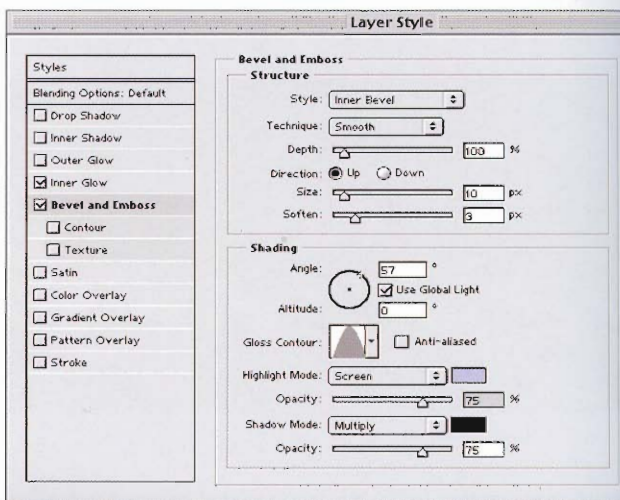 Layer Style
Styles
Blending Options: Default
Drop Shadow
Inner Shadow
Outer Glow
Inner Glow
Bevel and Emboss
Contour
Texture
Satin
Color Overlay
Gradient Overlay
Pattern Overlay
Stroke
Bevel and Emboss
Structure
Style: Inner Bevel
Technique: Smooth
Depth: 100 %
Direction: Up Down
Size: 10 px
Soften: 3 px
Shading
Angle: 57 °
Use Global Light
Altitude: 0 °
Gloss Contour: Anti-aliased
Highlight Mode: Screen
Opacity: 75 %
Shadow Mode: Multiply
Opacity: 75 %